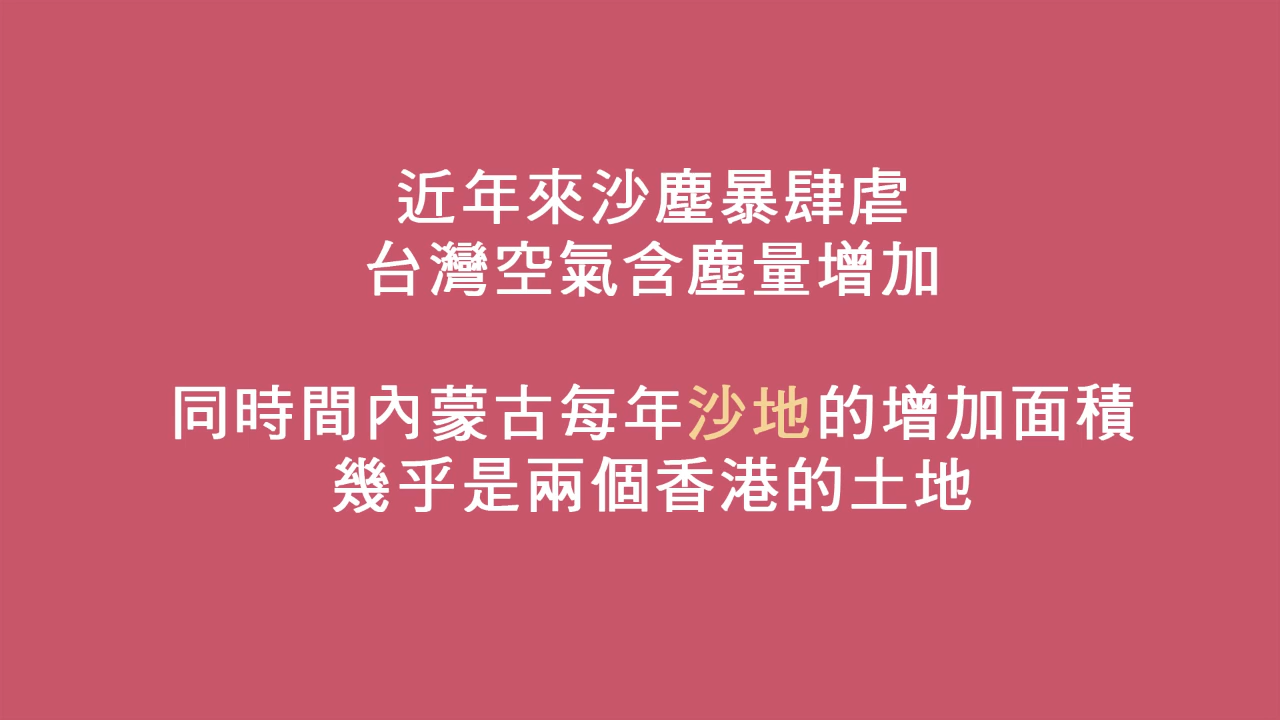 近年來沙塵暴肆虐
台灣空氣含塵量增加
同時間內蒙古每年沙地的增加面積
幾乎是兩個香港的土地